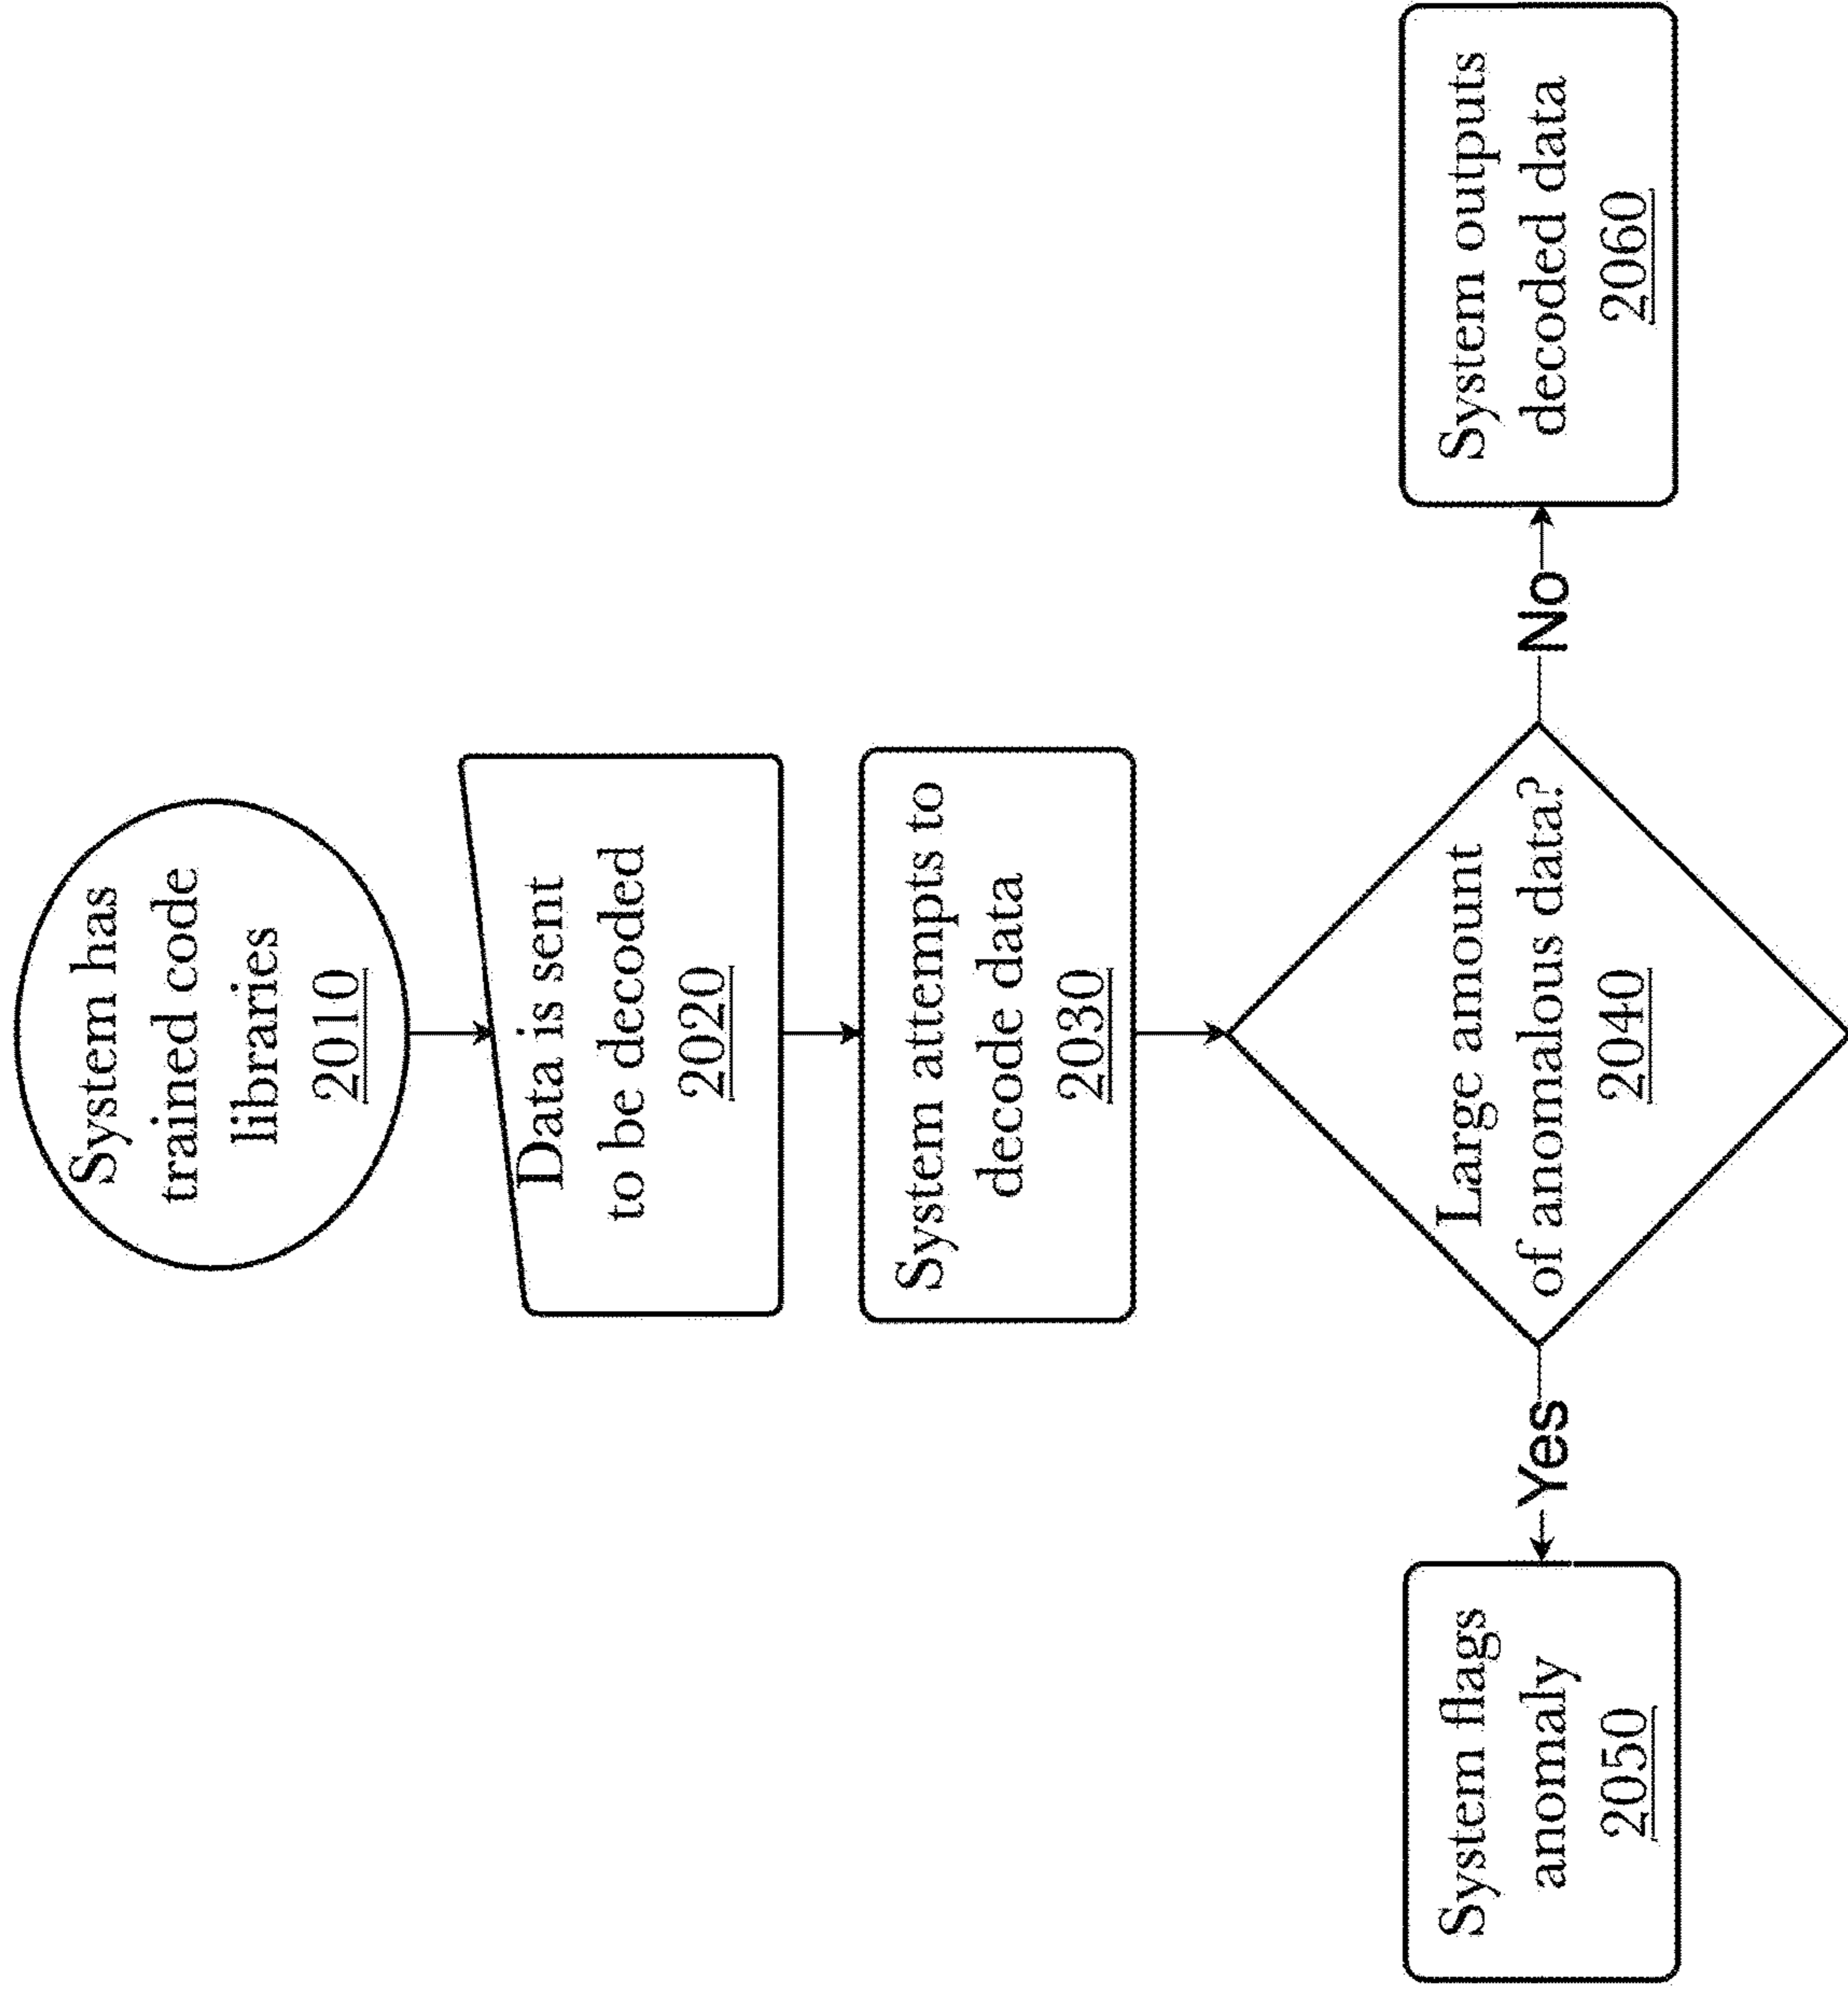 System has
trained code
libraries
2010
Data is sent
to be decoded
2020
System attempts to
decode data
2030
Large amount
of anomalous data?
2040
Yes
No
System flags
anomaly
2050
System outputs
decoded data
2060